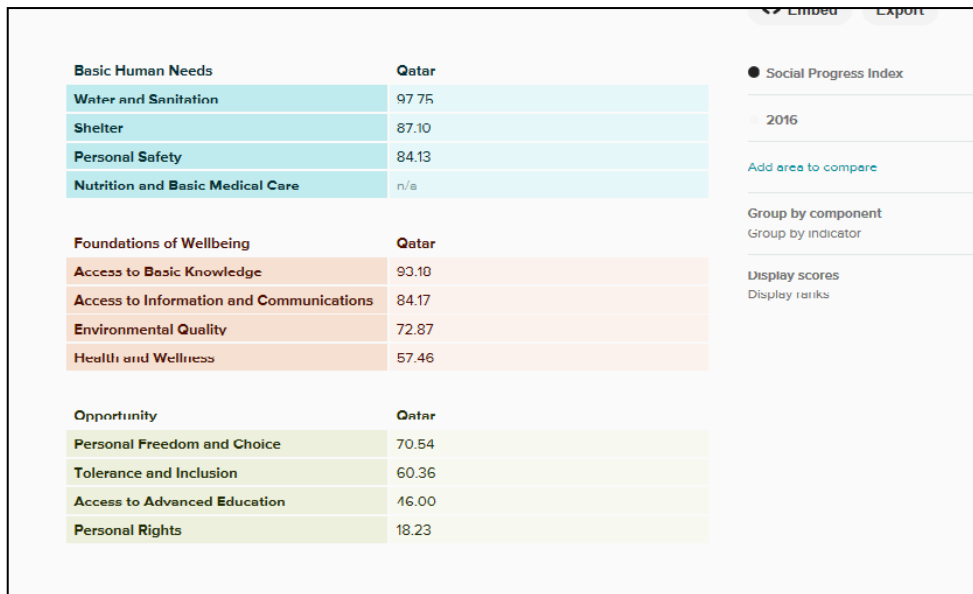 Embed Export
Basic Human Needs Qatar
Water and Sanitation 97.75
Shelter 87.10
Personal Safety 84.13
Nutrition and Basic Medical Care n/a
Foundations of Wellbeing Qatar
Access to Basic Knowledge 93.18
Access to Information and Communications 84.17
Environmental Quality 72.87
Health and Wellness 57.46
Opportunity Qatar
Personal Freedom and Choice 70.54
Tolerance and Inclusion 60.36
Access to Advanced Education 46.00
Personal Rights 18.23
Social Progress Index
2016
Add area to compare
Group by component
Group by indicator
Display scores
Display ranks